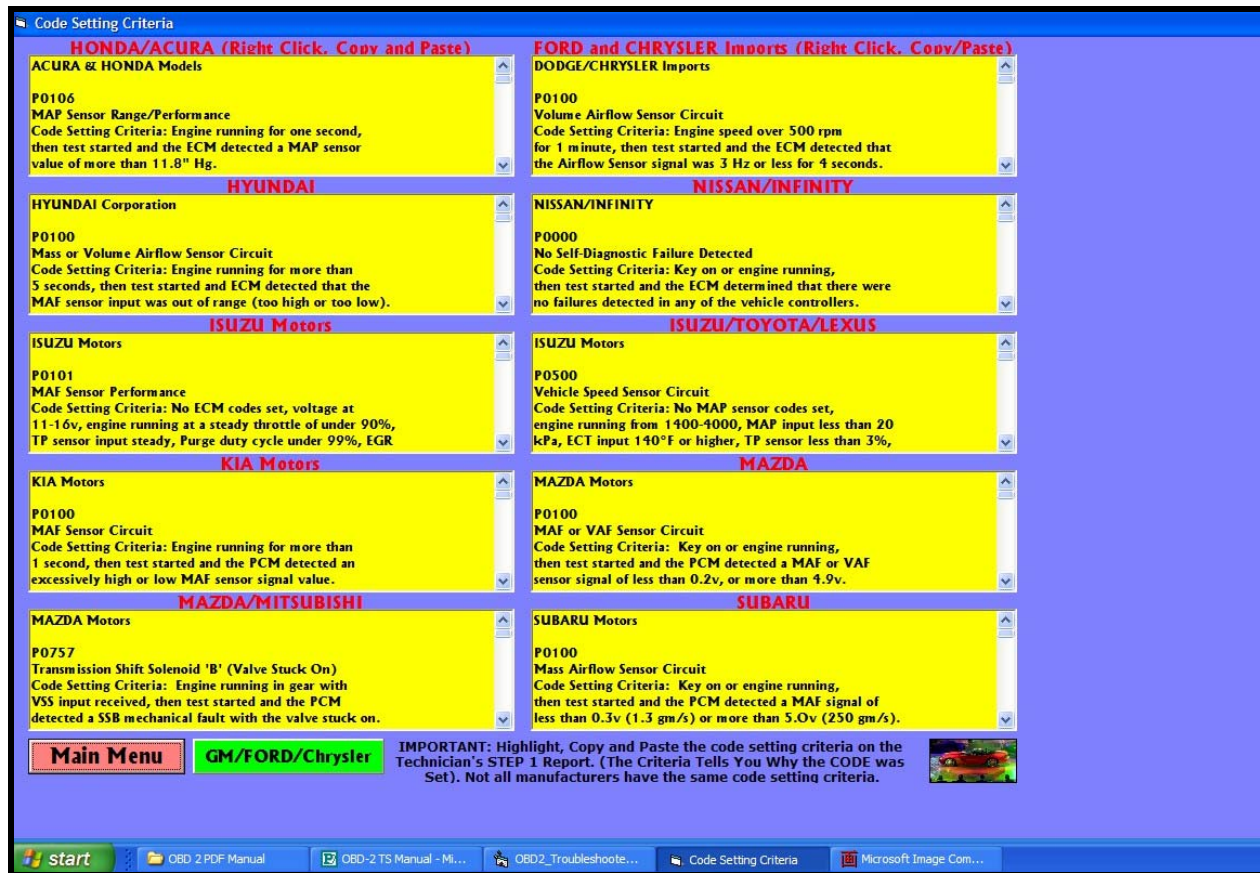 Code Setting Criteria
HONDA/ACURA (Right Click, Copy and Paste)
ACURA & HONDA Models
P0106
MAP Sensor Range/Performance
Code Setting Criteria: Engine running for one second,
then test started and the ECM detected a MAP sensor
value of more than 11.8" Hg.
FORD and CHRYSLER Imports (Right Click, Copy/Paste)
DODGE/CHRYSLER Imports
P0100
Volume Airflow Sensor Circuit
Code Setting Criteria: Engine speed over 500 rpm
for 1 minute, then test started and the ECM detected that
the Airflow Sensor signal was 3 Hz or less for 4 seconds.
HYUNDAI
HYUNDAI Corporation
P0100
Mass or Volume Airflow Sensor Circuit
Code Setting Criteria: Engine running for more than
5 seconds, then test started and ECM detected that the
MAF sensor input was out of range (too high or too low).
NISSAN/INFINITY
NISSAN/INFINITY
P0000
No Self-Diagnostic Failure Detected
Code Setting Criteria: Key on or engine running,
then test started and the ECM determined that there were
no failures detected in any of the vehicle controllers.
ISUZU Motors
ISUZU Motors
P0101
MAF Sensor Performance
Code Setting Criteria: No ECM codes set, voltage at
11-16v, engine running at a steady throttle of under 90%,
TP sensor input steady, Purge duty cycle under 99%, EGR
ISUZU/TOYOTA/LEXUS
ISUZU Motors
P0500
Vehicle Speed Sensor Circuit
Code Setting Criteria: No MAP sensor codes set,
engine running from 1400-4000, MAP input less than 20
kPa, ECT input 140°F or higher, TP sensor less than 3%,
KIA Motors
KIA Motors
P0100
MAF Sensor Circuit
Code Setting Criteria: Engine running for more than
1 second, then test started and the PCM detected an
excessively high or low MAF sensor signal value.
MAZDA
MAZDA Motors
P0100
MAF or VAF Sensor Circuit
Code Setting Criteria: Key on or engine running,
then test started and the PCM detected a MAF or VAF
sensor signal of less than 0.2v, or more than 4.9v.
MAZDA/MITSUBISHI
MAZDA Motors
P0757
Transmission Shift Solenoid 'B' (Valve Stuck On)
Code Setting Criteria: Engine running in gear with
VSS input received, then test started and the PCM
detected a SSB mechanical fault with the valve stuck on.
SUBARU
SUBARU Motors
P0100
Mass Airflow Sensor Circuit
Code Setting Criteria: Key on or engine running,
then test started and the PCM detected a MAF signal of
less than 0.3v (1.3 gm/s) or more than 5.Ov (250 gm/s).
Main Menu
GM/FORD/Chrysler
IMPORTANT: Highlight, Copy and Paste the code setting criteria on the
Technician's STEP 1 Report. (The Criteria Tells You Why the CODE was
Set). Not all manufacturers have the same code setting criteria.
start
OBD 2 PDF Manual
OBD-2 TS Manual - Mi...
OBD2_Troubleshoote...
Code Setting Criteria
Microsoft Image Com...